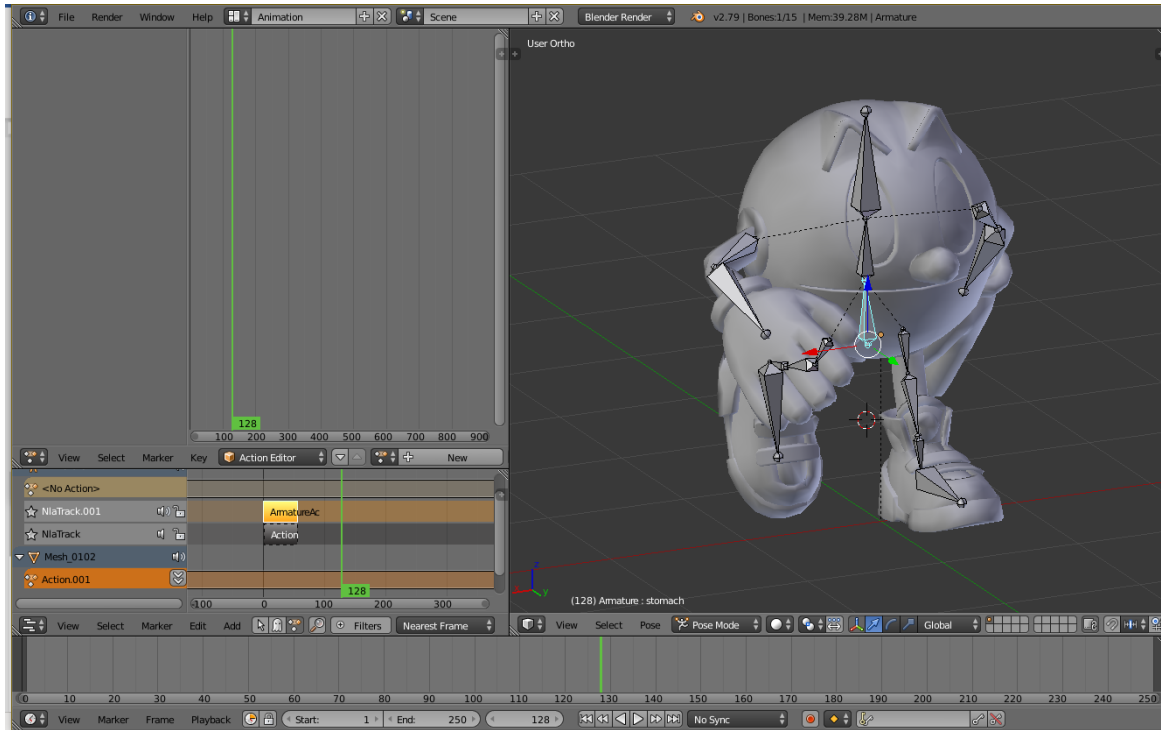 File Render Window Help Animation Scene Blender Render v2.79 | Bones:1/15 | Mem:39.28M | Armature
User Ortho
128
100 200 300 400 500 600 700 800 900
View Select Marker Key Action Editor New
<No Action>
NlaTrack.001 ArmatureAc
NlaTrack Action
Mesh_0102
Action.001
128
-100 0 100 200 300
z
y
(128) Armature : stomach
View Select Marker Edit Add Filters Nearest Frame
View Select Pose Pose Mode Global
0 10 20 30 40 50 60 70 80 90 100 110 120 130 140 150 160 170 180 190 200 210 220 230 240 250
View Marker Frame Playback Start: 1 End: 250 128 No Sync